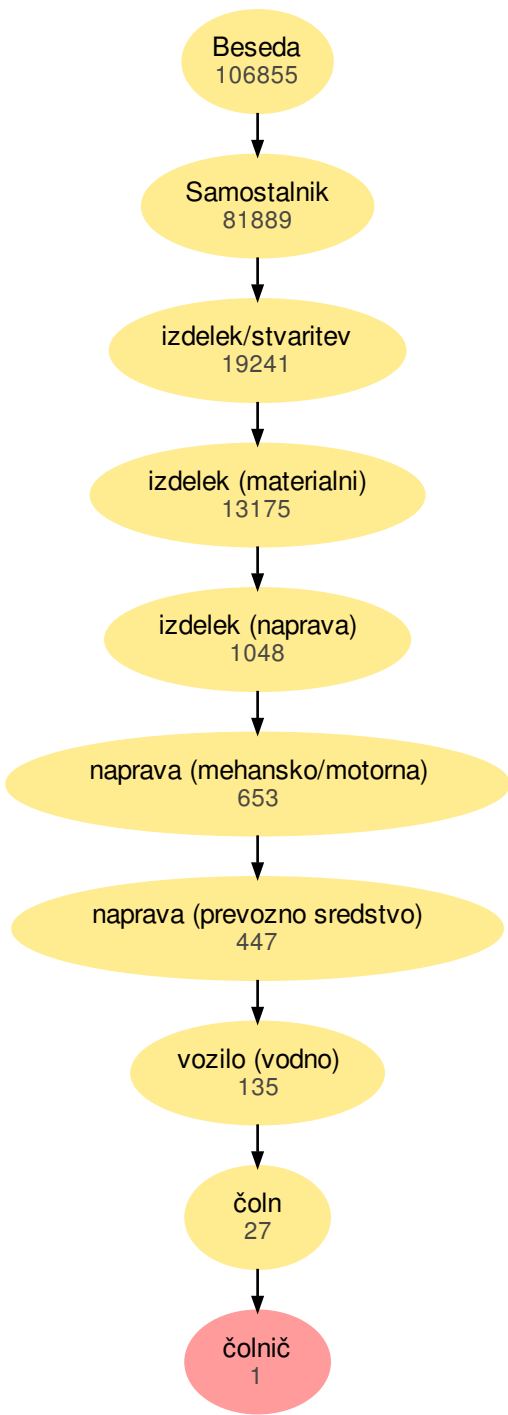 Beseda
106855
Samostalnik
81889
izdelek/stvaritev
19241
izdelek (materialni)
13175
izdelek (naprava)
1048
naprava (mehansko/motorna)
653
naprava (prevozno sredstvo)
447
vozilo (vodno)
135
čoln
27
čolnič
1